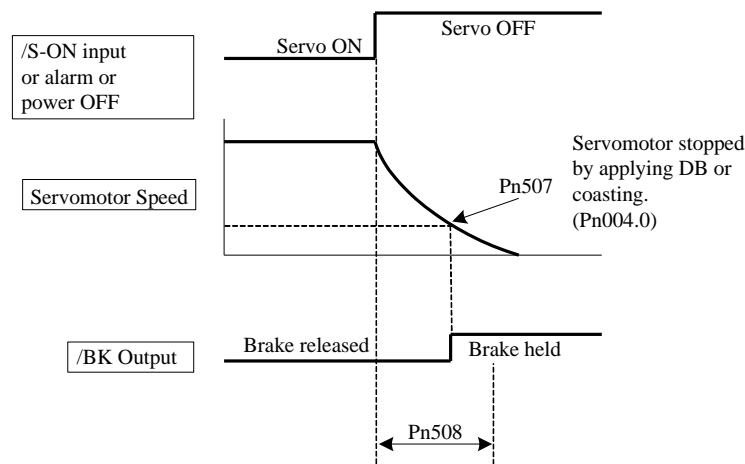 /S-ON input
or alarm or
power OFF
Servo ON
Servo OFF
Servomotor Speed
Pn507
Servomotor stopped
by applying DB or
coasting.
(Pn004.0)
/BK Output
Brake released
Brake held
Pn508